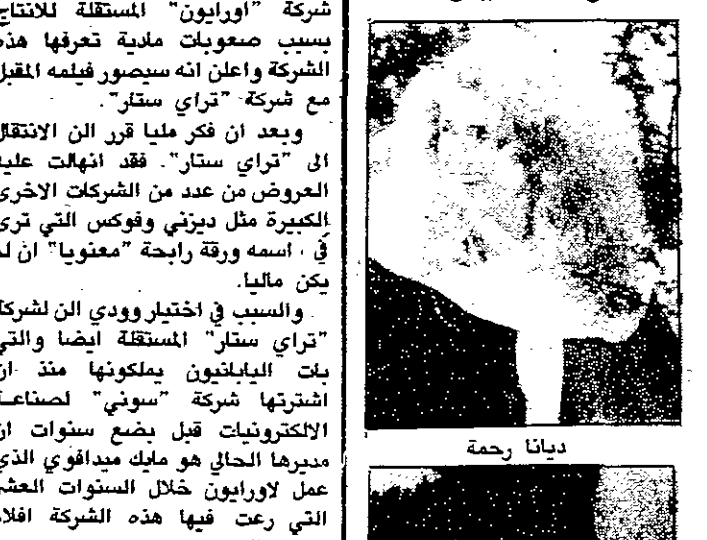 شركة "اورايون" المستقلة للانتاج
بسبب صعوبات مادية تعرفها هذه
الشركة واعلن انه سيصور فيلمه المقبل
مع شركة "تراي ستار".
وبعد ان فكر مليا قرر الن الانتقال
الى "تراي ستار". فقد انهالت عليه
العروض من عدد من الشركات الاخرى
الكبيرة مثل ديزني وفوكس التي ترى
في اسمه ورقة رابحة "معنويا" ان لم
يكن ماليا.
والسبب في اختيار وودي الن لشركة
"تراي ستار" المستقلة ايضا والتي
بات اليابانيون يملكونها منذ ان
اشترتها شركة "سوني" لصناعة
الالكترونيات قبل بضع سنوات ان
مديرها الحالي هو مايك ميدافوي الذي
عمل لاورايون خلال السنوات العشر
التي رعت فيها هذه الشركة افلام
ديانا رحمة